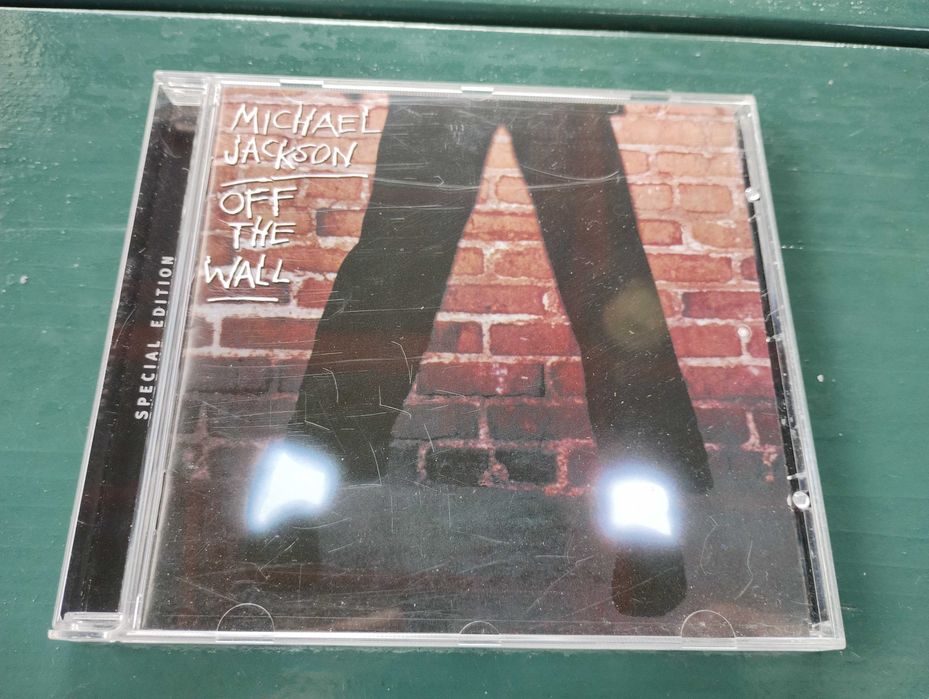 MICHAEL
JACKSON
OFF
THE
WALL
SPECIAL EDITION